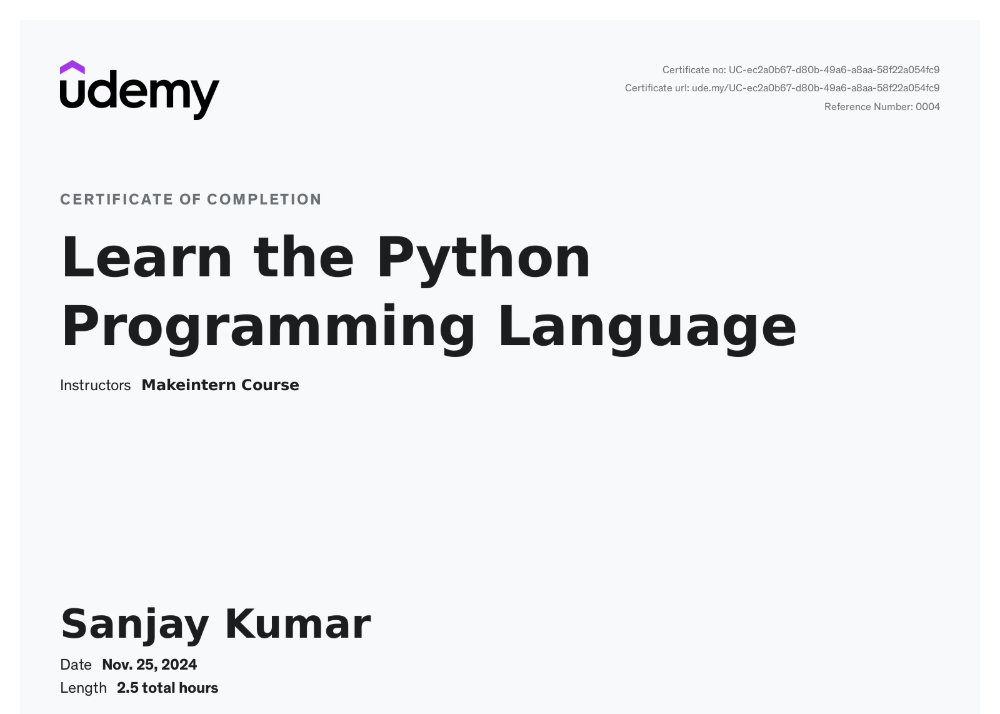 udemy
Certificate no: UC-ec2a0b67-d80b-49a6-a8aa-58f22a054fc9
Certificate url: ude.my/UC-ec2a0b67-d80b-49a6-a8aa-58f22a054fc9
Reference Number: 0004
CERTIFICATE OF COMPLETION
Learn the Python
Programming Language
Instructors Makeintern Course
Sanjay Kumar
Date Nov. 25, 2024
Length 2.5 total hours